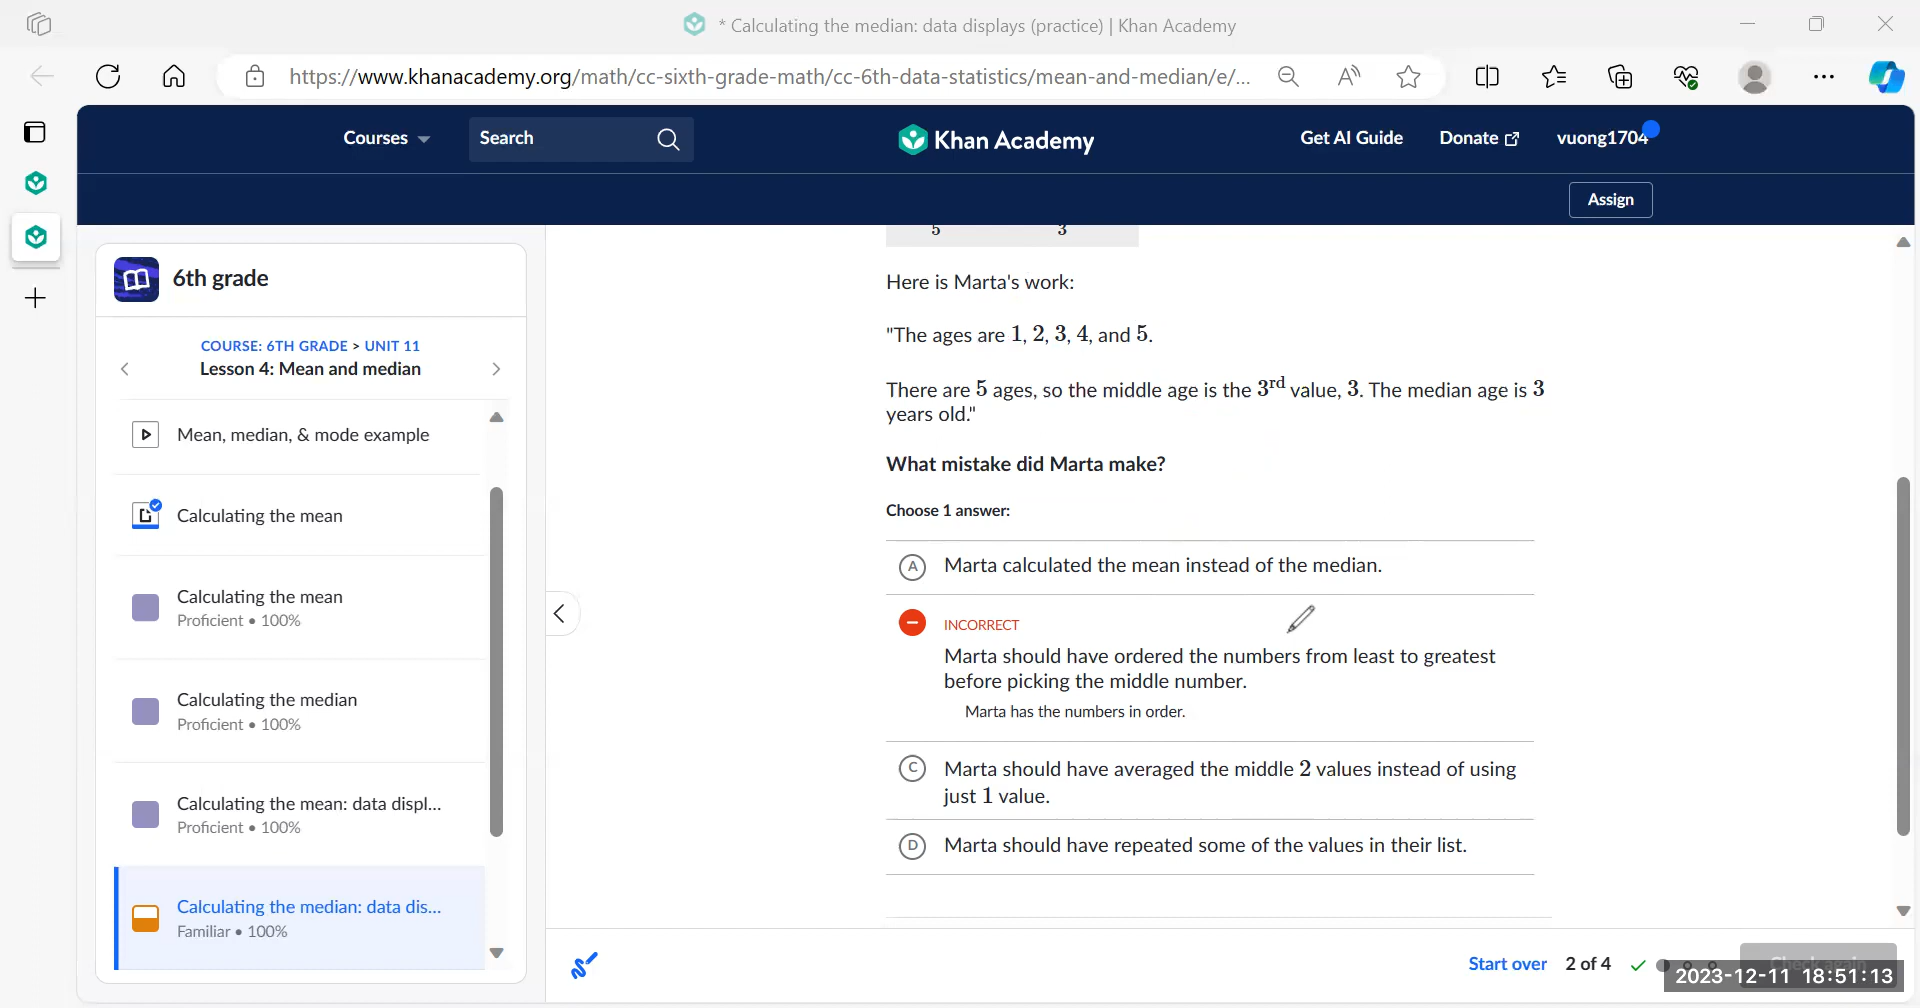 * Calculating the median: data displays (practice) | Khan Academy
https://www.khanacademy.org/math/cc-sixth-grade-math/cc-6th-data-statistics/mean-and-median/e/...
Courses
Search
Khan Academy
Get AI Guide
Donate
vuong1704
Assign
6th grade
COURSE: 6TH GRADE > UNIT 11
Lesson 4: Mean and median
Mean, median, & mode example
Calculating the mean
Calculating the mean
Proficient • 100%
Calculating the median
Proficient • 100%
Calculating the mean: data displ...
Proficient • 100%
Calculating the median: data dis...
Familiar • 100%
5 3
Here is Marta's work:
"The ages are 1, 2, 3, 4, and 5.
There are 5 ages, so the middle age is the 3rd value, 3. The median age is 3
years old."
What mistake did Marta make?
Choose 1 answer:
A Marta calculated the mean instead of the median.
INCORRECT
Marta should have ordered the numbers from least to greatest
before picking the middle number.
Marta has the numbers in order.
C Marta should have averaged the middle 2 values instead of using
just 1 value.
D Marta should have repeated some of the values in their list.
Start over 2 of 4
2023-12-11 18:51:13